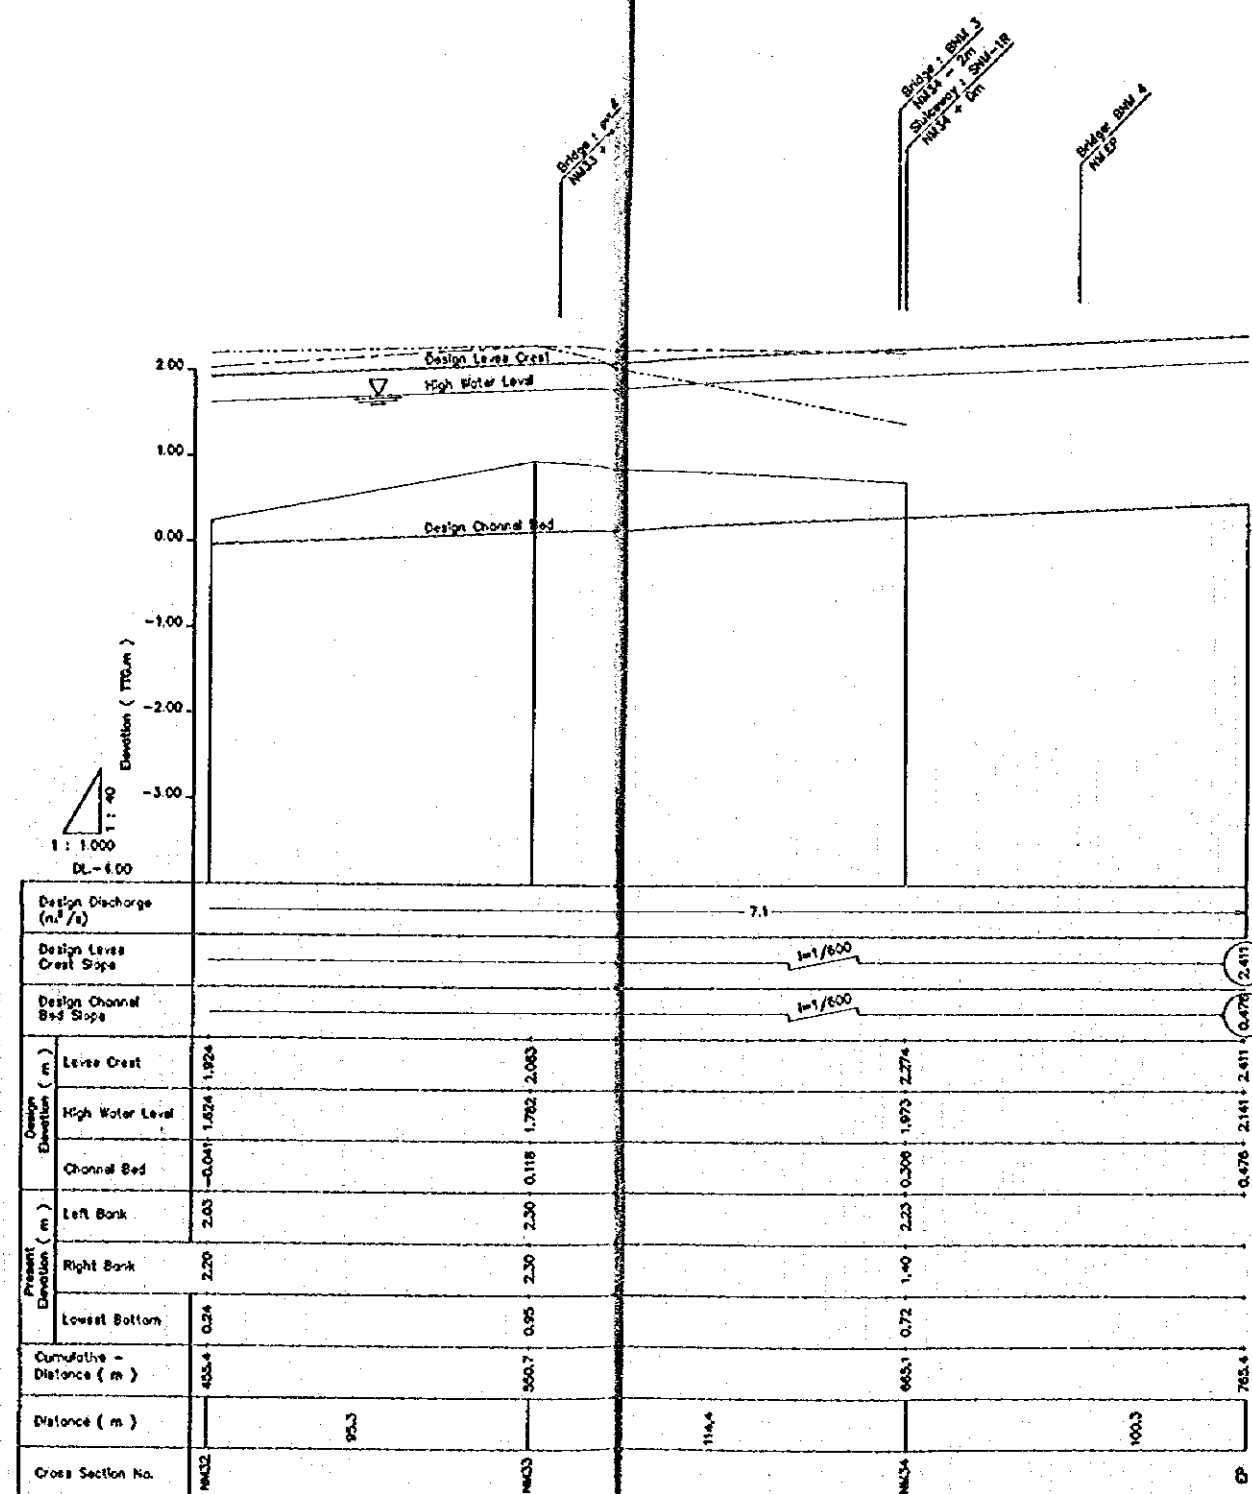 Bridge :
NM33 +
Bridge : BNM 3
NM34 - 2m
Sluiceway : SNM-1R
NM34 + 0m
Bridge: BNM 4
NM.EP
Design Levee Crest
High Water Level
Design Channel Bed
2.00
1.00
0.00
-1.00
-2.00
-3.00
Elevation ( TTG.m )
1 : 40
1 : 1.000
DL-4.00
Design Discharge
(m³/s)
7.1
Design Levee
Crest Slope
i=1/600
2.411
Design Channel
Bed Slope
i=1/600
0.476
Design
Elevation ( m )
Levee Crest
1.924
2.083
2.274
2.411
High Water Level
1.624
1.782
1.973
2.141
Channel Bed
-0.041
0.118
0.308
0.476
Present
Elevation ( m )
Left Bank
2.03
2.30
2.23
Right Bank
2.20
2.30
1.40
Lowest Bottom
0.24
0.95
0.72
Cumulative -
Distance ( m )
455.4
550.7
665.1
765.4
Distance ( m )
95.3
114.4
100.3
Cross Section No.
NM32
NM33
NM34
EP